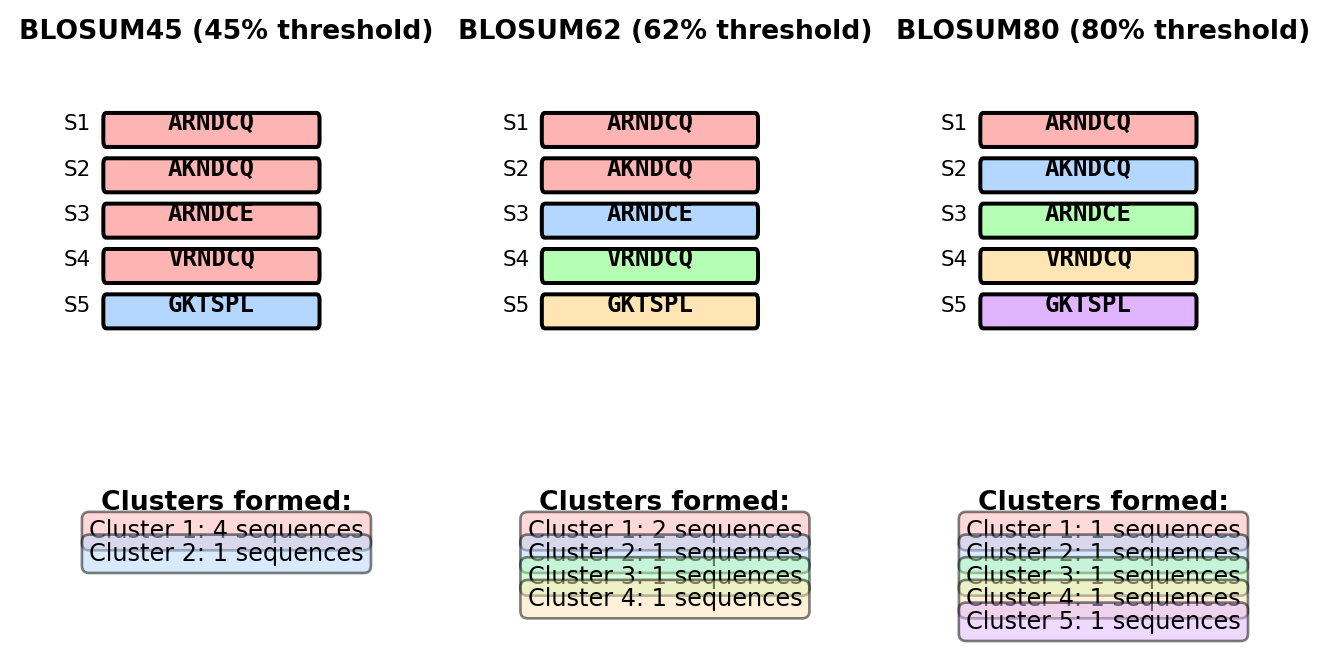 BLOSUM45 (45% threshold)
S1 ARNDCQ
S2 AKNDCQ
S3 ARNDCE
S4 VRNDCQ
S5 GKTSPL
Clusters formed:
Cluster 1: 4 sequences
Cluster 2: 1 sequences
BLOSUM62 (62% threshold)
S1 ARNDCQ
S2 AKNDCQ
S3 ARNDCE
S4 VRNDCQ
S5 GKTSPL
Clusters formed:
Cluster 1: 2 sequences
Cluster 2: 1 sequences
Cluster 3: 1 sequences
Cluster 4: 1 sequences
BLOSUM80 (80% threshold)
S1 ARNDCQ
S2 AKNDCQ
S3 ARNDCE
S4 VRNDCQ
S5 GKTSPL
Clusters formed:
Cluster 1: 1 sequences
Cluster 2: 1 sequences
Cluster 3: 1 sequences
Cluster 4: 1 sequences
Cluster 5: 1 sequences